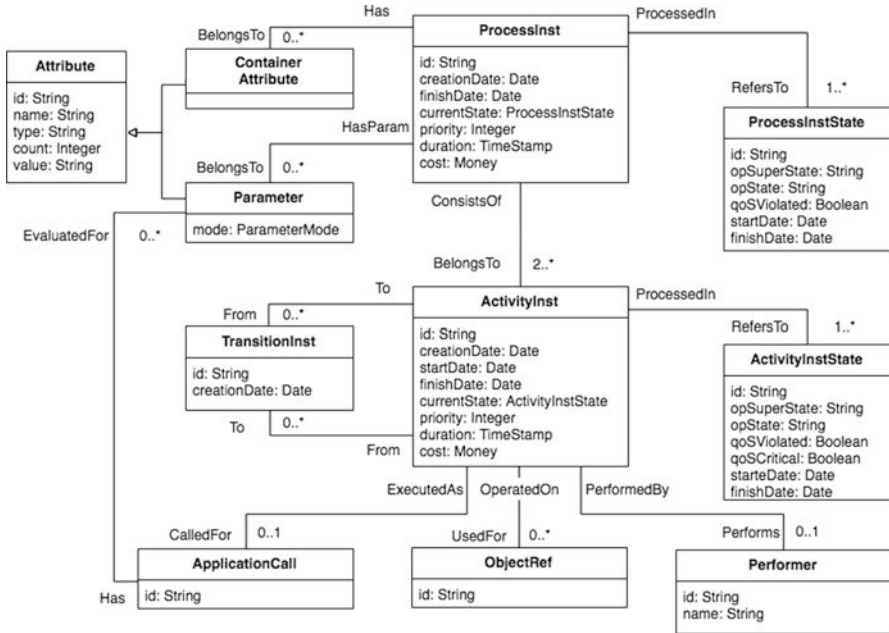 Has
ProcessedIn
BelongsTo
0..*
ProcessInst
id: String
creationDate: Date
finishDate: Date
currentState: ProcessInstState
priority: Integer
duration: TimeStamp
cost: Money
Container
Attribute
Attribute
id: String
name: String
type: String
count: Integer
value: String
RefersTo
1..*
ProcessInstState
id: String
opSuperState: String
opState: String
qoSViolated: Boolean
startDate: Date
finishDate: Date
HasParam
BelongsTo
0..*
Parameter
mode: ParameterMode
EvaluatedFor
0..*
ConsistsOf
BelongsTo
2..*
To
From
0..*
TransitionInst
id: String
creationDate: Date
To
0..*
From
ActivityInst
id: String
creationDate: Date
startDate: Date
finishDate: Date
currentState: ActivityInstState
priority: Integer
duration: TimeStamp
cost: Money
ProcessedIn
RefersTo
1..*
ActivityInstState
id: String
opSuperState: String
opState: String
qoSViolated: Boolean
qoSCritical: Boolean
starteDate: Date
finishDate: Date
ExecutedAs
OperatedOn
PerformedBy
CalledFor
0..1
UsedFor
0..*
Performs
0..1
ApplicationCall
id: String
Has
ObjectRef
id: String
Performer
id: String
name: String